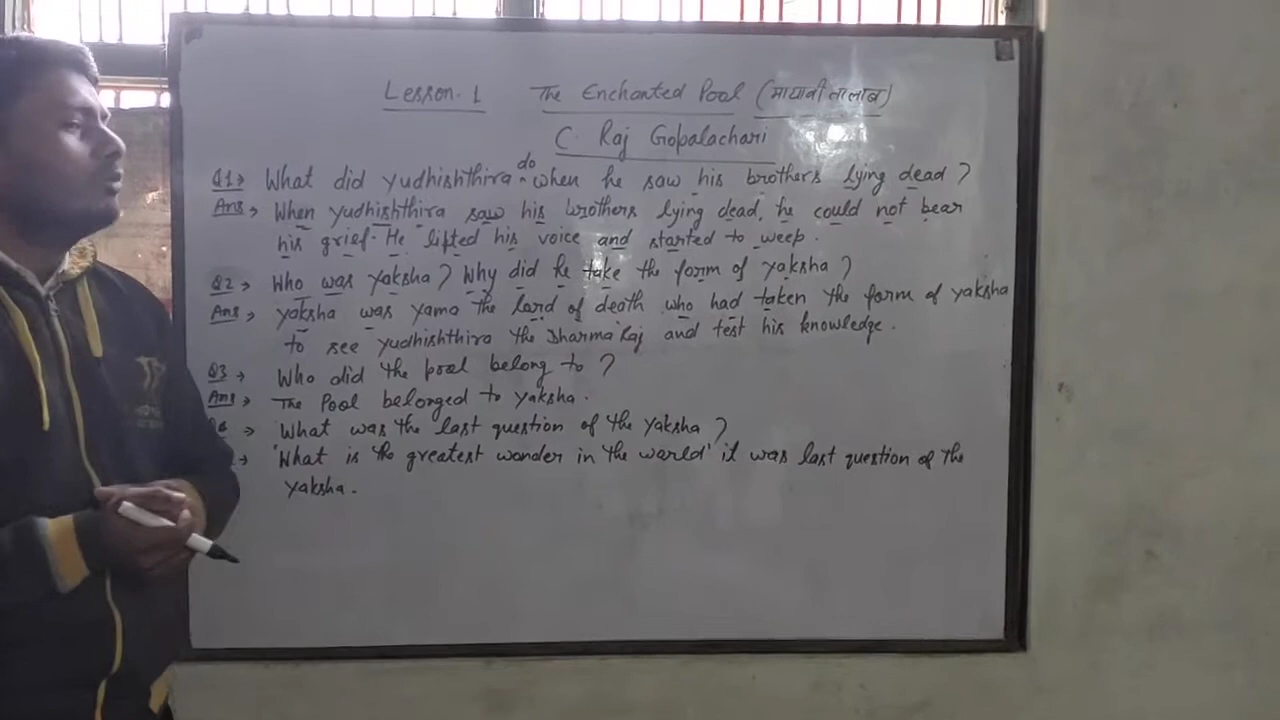 Lesson-1 The Enchanted Pool (मायावी तालाब)
C. Raj Gopalachari
Q1→ What did yudhishthira ^do when he saw his brothers lying dead?
Ans→ When yudhishthira saw his brothers lying dead, he could not bear
his grief. He lifted his voice and started to weep.
Q2→ Who was yaksha? Why did he take the form of yaksha?
Ans→ yaksha was yama the lord of death who had taken the form of yaksha
to see yudhishthira the Dharma Raj and test his knowledge.
Q3→ Who did the pool belong to?
Ans→ The Pool belonged to yaksha.
→ What was the last question of the yaksha?
→ 'What is the greatest wonder in the world' it was last question of the
yaksha.